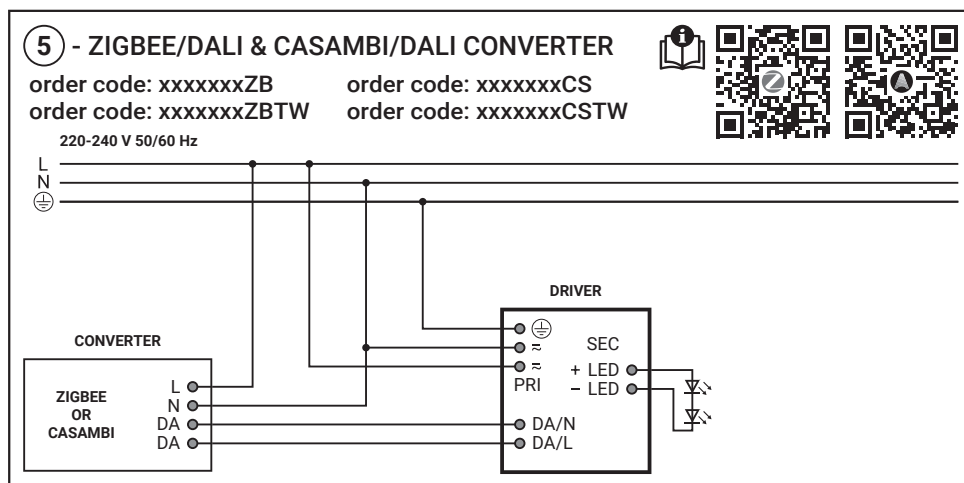 5 - ZIGBEE/DALI & CASAMBI/DALI CONVERTER
order code: xxxxxxxZB order code: xxxxxxxCS
order code: xxxxxxxZBTW order code: xxxxxxxCSTW
220-240 V 50/60 Hz
L
N
DRIVER
CONVERTER
ZIGBEE
OR
CASAMBI
L
N
DA
DA
SEC
PRI
+ LED
− LED
DA/N
DA/L